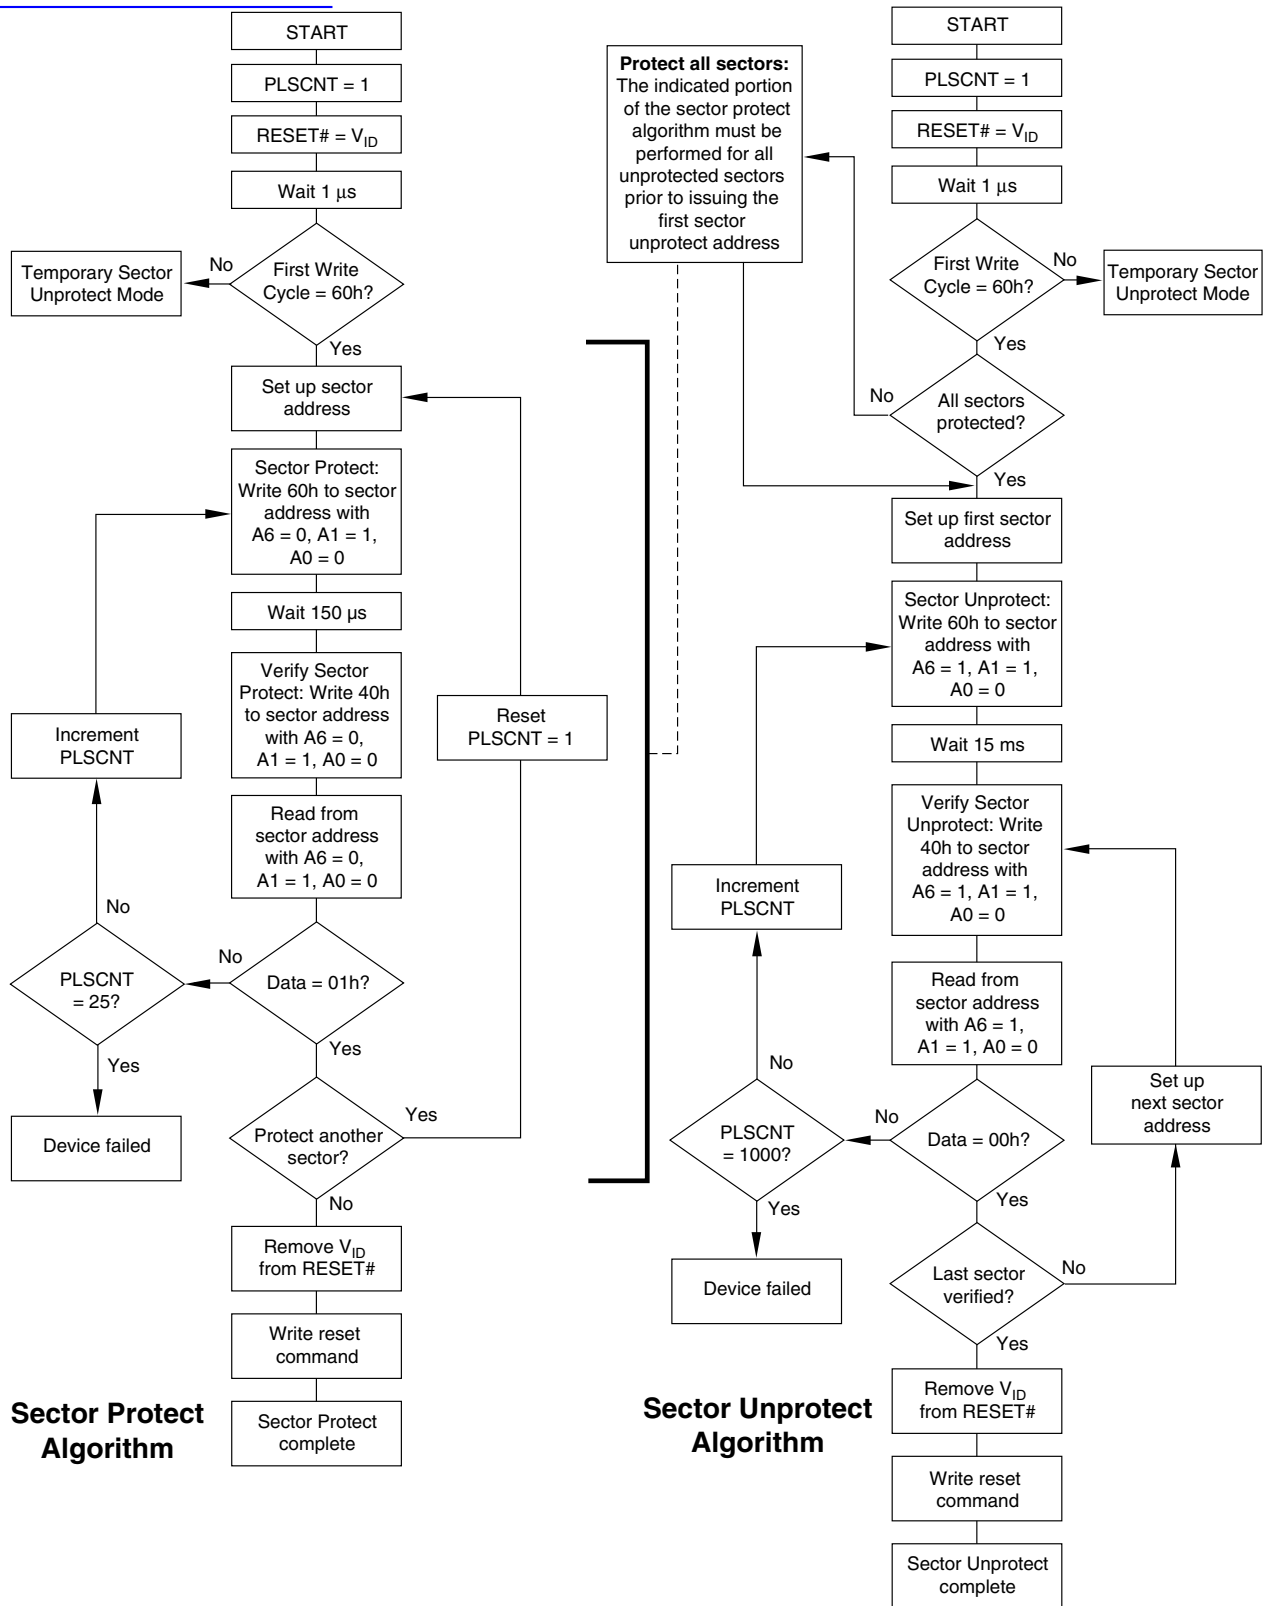 START
PLSCNT = 1
RESET# = VID
Wait 1 μs
First Write
Cycle = 60h?
No
Temporary Sector
Unprotect Mode
Yes
Set up sector
address
Sector Protect:
Write 60h to sector
address with
A6 = 0, A1 = 1,
A0 = 0
Wait 150 µs
Verify Sector
Protect: Write 40h
to sector address
with A6 = 0,
A1 = 1, A0 = 0
Reset
PLSCNT = 1
Increment
PLSCNT
Read from
sector address
with A6 = 0,
A1 = 1, A0 = 0
No
PLSCNT
= 25?
No
Data = 01h?
Yes
Yes
Device failed
Protect another
sector?
Yes
No
Remove VID
from RESET#
Write reset
command
Sector Protect
complete
Sector Protect
Algorithm
Protect all sectors:
The indicated portion
of the sector protect
algorithm must be
performed for all
unprotected sectors
prior to issuing the
first sector
unprotect address
START
PLSCNT = 1
RESET# = VID
Wait 1 μs
First Write
Cycle = 60h?
No
Temporary Sector
Unprotect Mode
Yes
No
All sectors
protected?
Yes
Set up first sector
address
Sector Unprotect:
Write 60h to sector
address with
A6 = 1, A1 = 1,
A0 = 0
Wait 15 ms
Verify Sector
Unprotect: Write
40h to sector
address with
A6 = 1, A1 = 1,
A0 = 0
Increment
PLSCNT
Read from
sector address
with A6 = 1,
A1 = 1, A0 = 0
No
Set up
next sector
address
PLSCNT
= 1000?
No
Data = 00h?
Yes
Yes
Device failed
Last sector
verified?
No
Yes
Remove VID
from RESET#
Write reset
command
Sector Unprotect
complete
Sector Unprotect
Algorithm